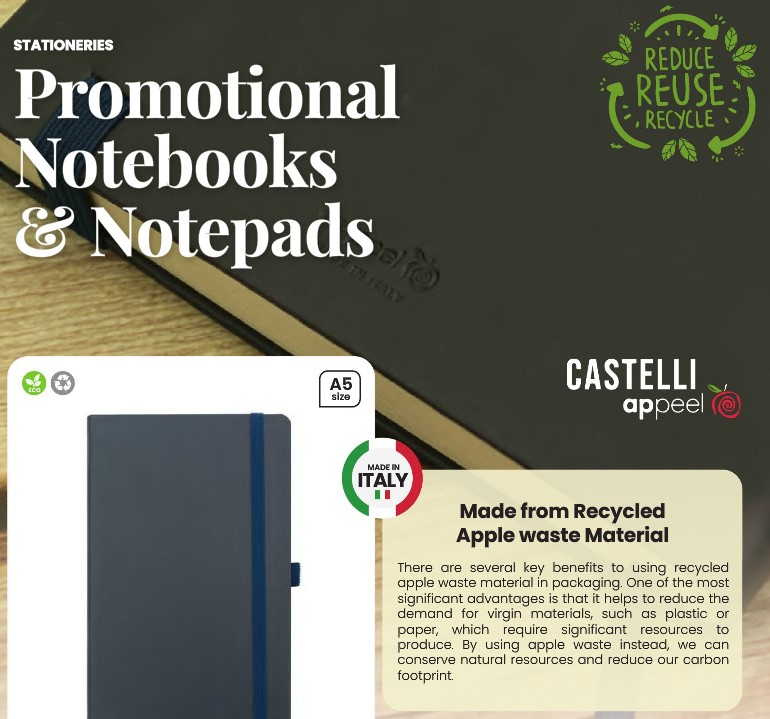 STATIONERIES
Promotional
Notebooks
& Notepads
REDUCE
REUSE
RECYCLE
IN ITALY
CASTELLI
appeel
ECO
A5
size
MADE IN
ITALY
Made from Recycled
Apple waste Material
There are several key benefits to using recycled
apple waste material in packaging. One of the most
significant advantages is that it helps to reduce the
demand for virgin materials, such as plastic or
paper, which require significant resources to
produce. By using apple waste instead, we can
conserve natural resources and reduce our carbon
footprint.